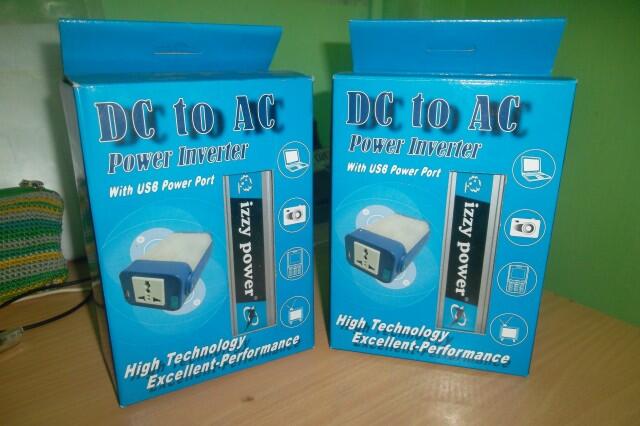 DC to AC
Power Inverter
With USB Power Port
izzy power®
High Technology
Excellent-Performance
DC to AC
Power Inverter
With USB Power Port
izzy power®
High Technology
Excellent-Performance